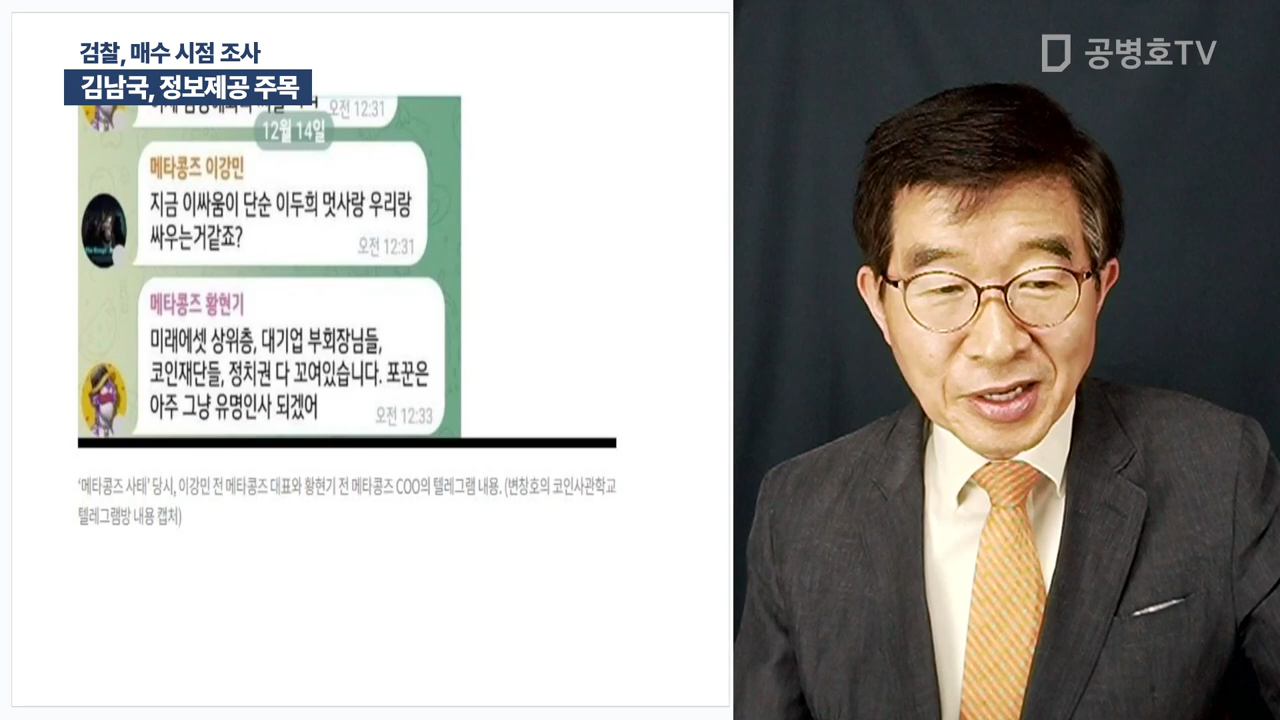 검찰, 매수 시점 조사
김남국, 정보제공 주목
공병호TV
오전 12:31
12월 14일
메타콩즈 이강민
지금 이싸움이 단순 이두희 멋사랑 우리랑
싸우는거같죠?
오전 12:31
메타콩즈 황현기
미래에셋 상위층, 대기업 부회장님들,
코인재단들, 정치권 다 꼬여있습니다. 포꾼은
아주 그냥 유명인사 되겠어
오전 12:33
‘메타콩즈 사태’ 당시, 이강민 전 메타콩즈 대표와 황현기 전 메타콩즈 COO의 텔레그램 내용. (변창호의 코인사관학교
텔레그램방 내용 캡처)